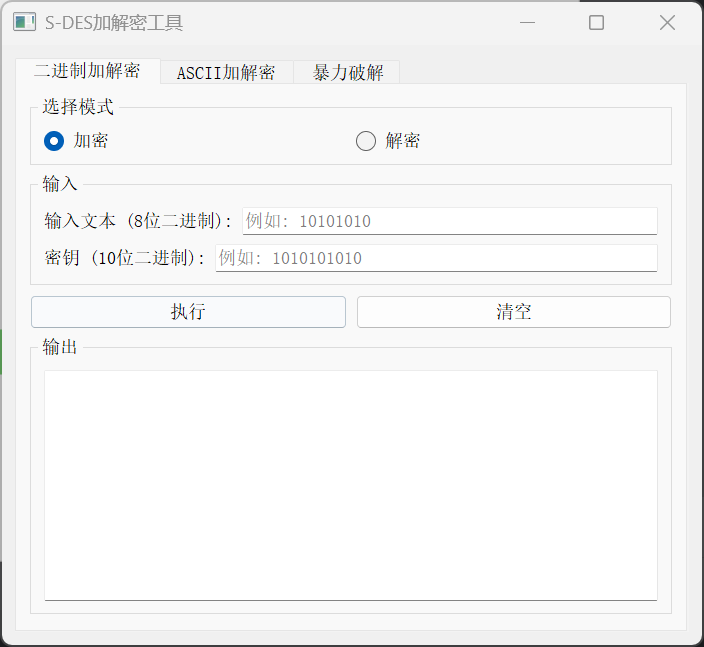 S-DES加解密工具
二进制加解密 ASCII加解密 暴力破解
选择模式
加密 解密
输入
输入文本 (8位二进制): 例如: 10101010
密钥 (10位二进制): 例如: 1010101010
执行 清空
输出